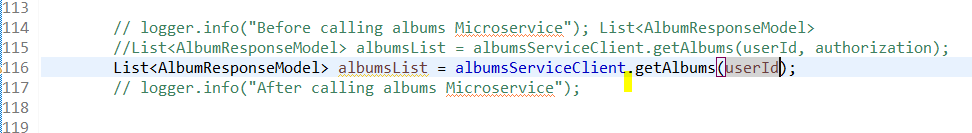 113
114 // logger.info("Before calling albums Microservice"); List<AlbumResponseModel>
115 //List<AlbumResponseModel> albumsList = albumsServiceClient.getAlbums(userId, authorization);
116 List<AlbumResponseModel> albumsList = albumsServiceClient.getAlbums(userId);
117 // logger.info("After calling albums Microservice");
118
119